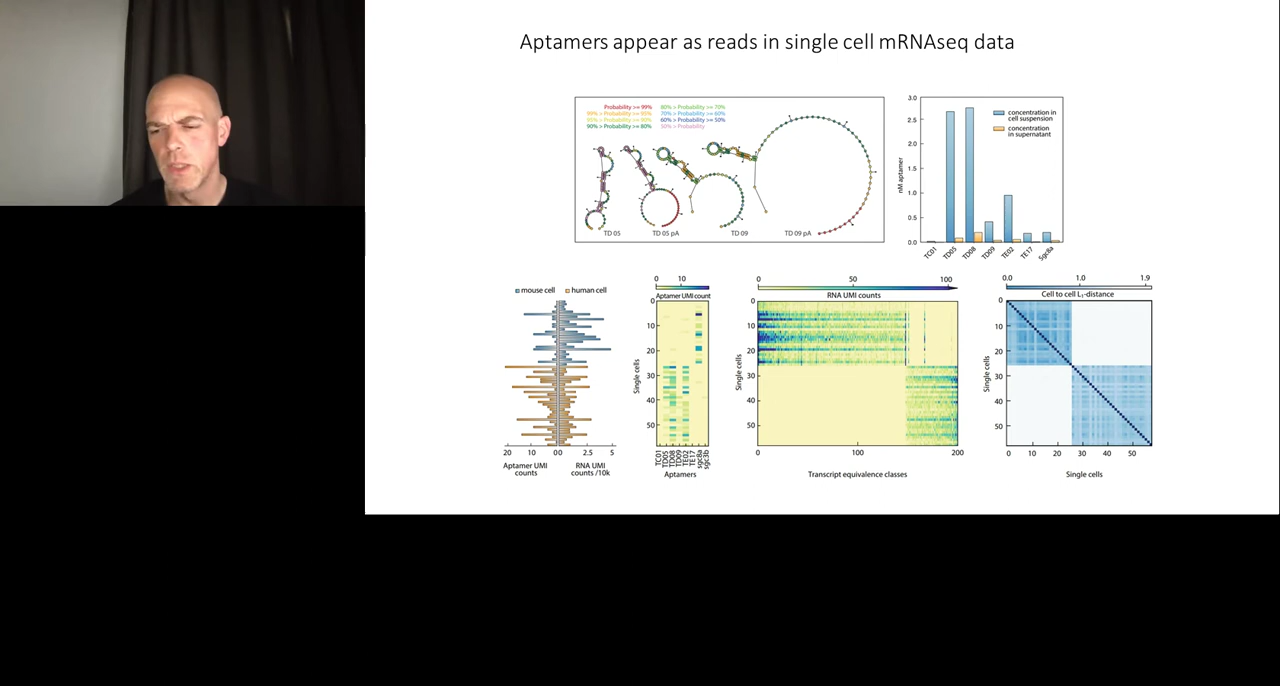 Aptamers appear as reads in single cell mRNAseq data
Probability >= 99%
99% > Probability >= 95%
95% > Probability >= 90%
90% > Probability >= 80%
80% > Probability >= 70%
70% > Probability >= 60%
60% > Probability >= 50%
50% > Probability
TD 05
TD 05 pA
TD 09
TD 09 pA
3.0
2.5
2.0
1.5
1.0
0.5
0.0
nM aptamer
concentration in
cell suspension
concentration
in supernatant
TC01
TD05
TD08
TD09
TE02
TE17
Sgc8a
mouse cell
human cell
20
10
0 0
2.5
5
Aptamer UMI
counts
RNA UMI
counts /10k
0
10
Aptamer UMI count
0
10
20
30
40
50
Single cells
TC01
TD05
TD08
TD09
TE02
TE17
sgc8a
sgc3b
Aptamers
0
50
100
RNA UMI counts
0
10
20
30
40
50
Single cells
0
100
200
Transcript equivalence classes
0.0
1.0
1.9
Cell to cell L₁-distance
0
10
20
30
40
50
Single cells
0
10
20
30
40
50
Single cells